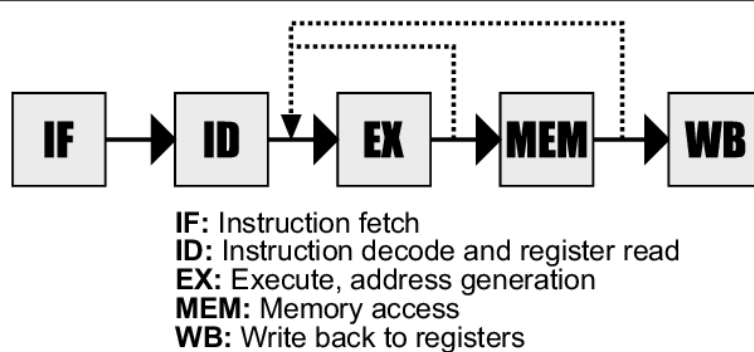 IF ID EX MEM WB
IF: Instruction fetch
ID: Instruction decode and register read
EX: Execute, address generation
MEM: Memory access
WB: Write back to registers